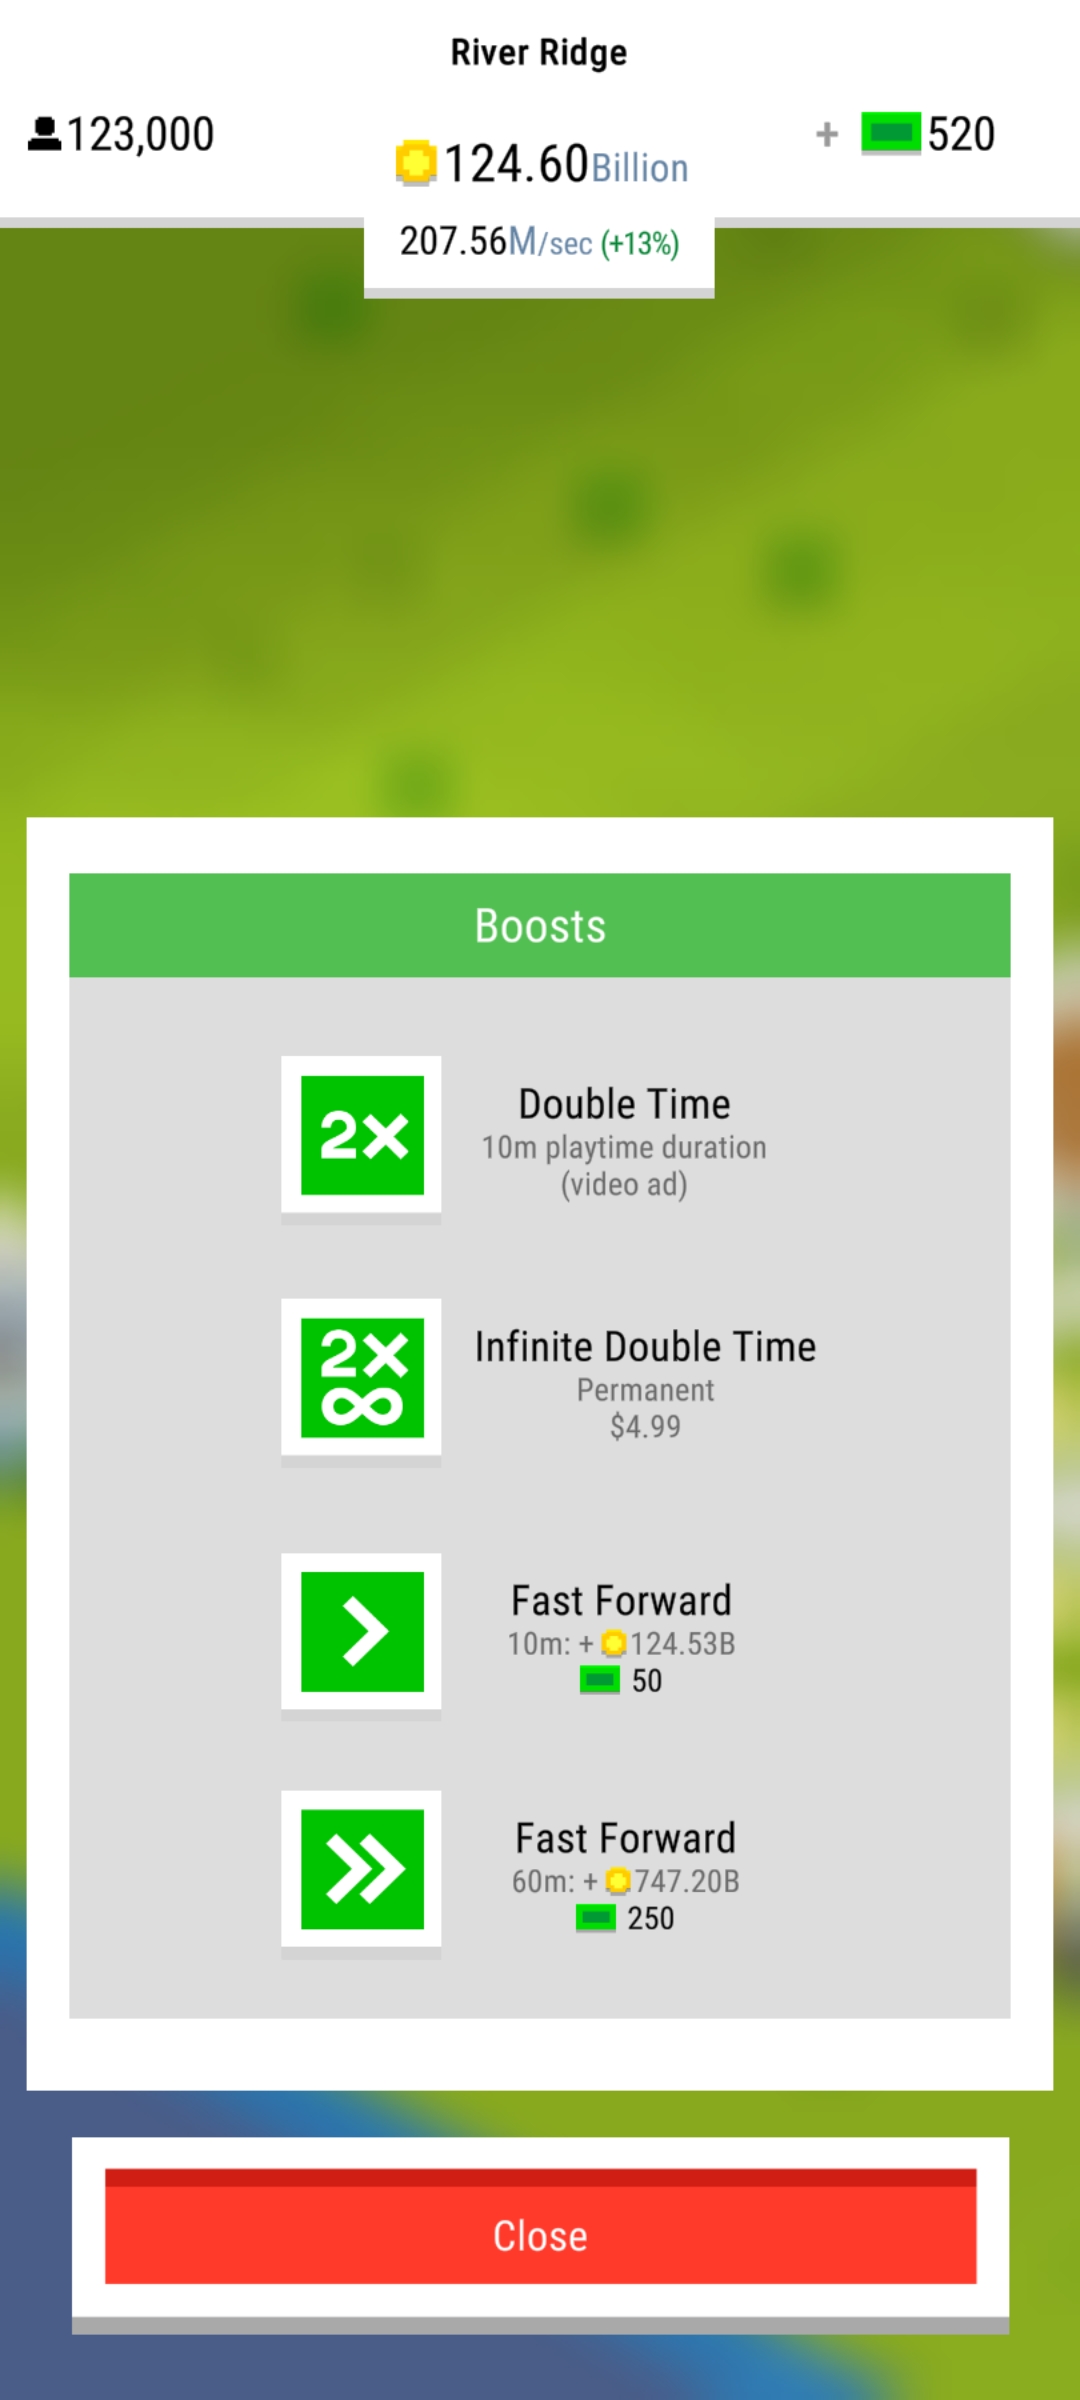 River Ridge
123,000
124.60Billion
+ 520
207.56M/sec (+13%)
Boosts
2×
Double Time
10m playtime duration
(video ad)
2×
∞
Infinite Double Time
Permanent
$4.99
Fast Forward
10m: + 124.53B
50
Fast Forward
60m: + 747.20B
250
Close